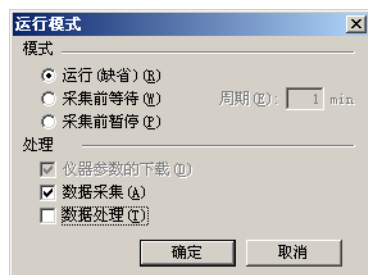 运行模式
模式
运行(缺省)(R)
采集前等待(W) 周期(E): 1 min
采集前暂停(P)
处理
仪器参数的下载(D)
数据采集(A)
数据处理(T)
确定 取消